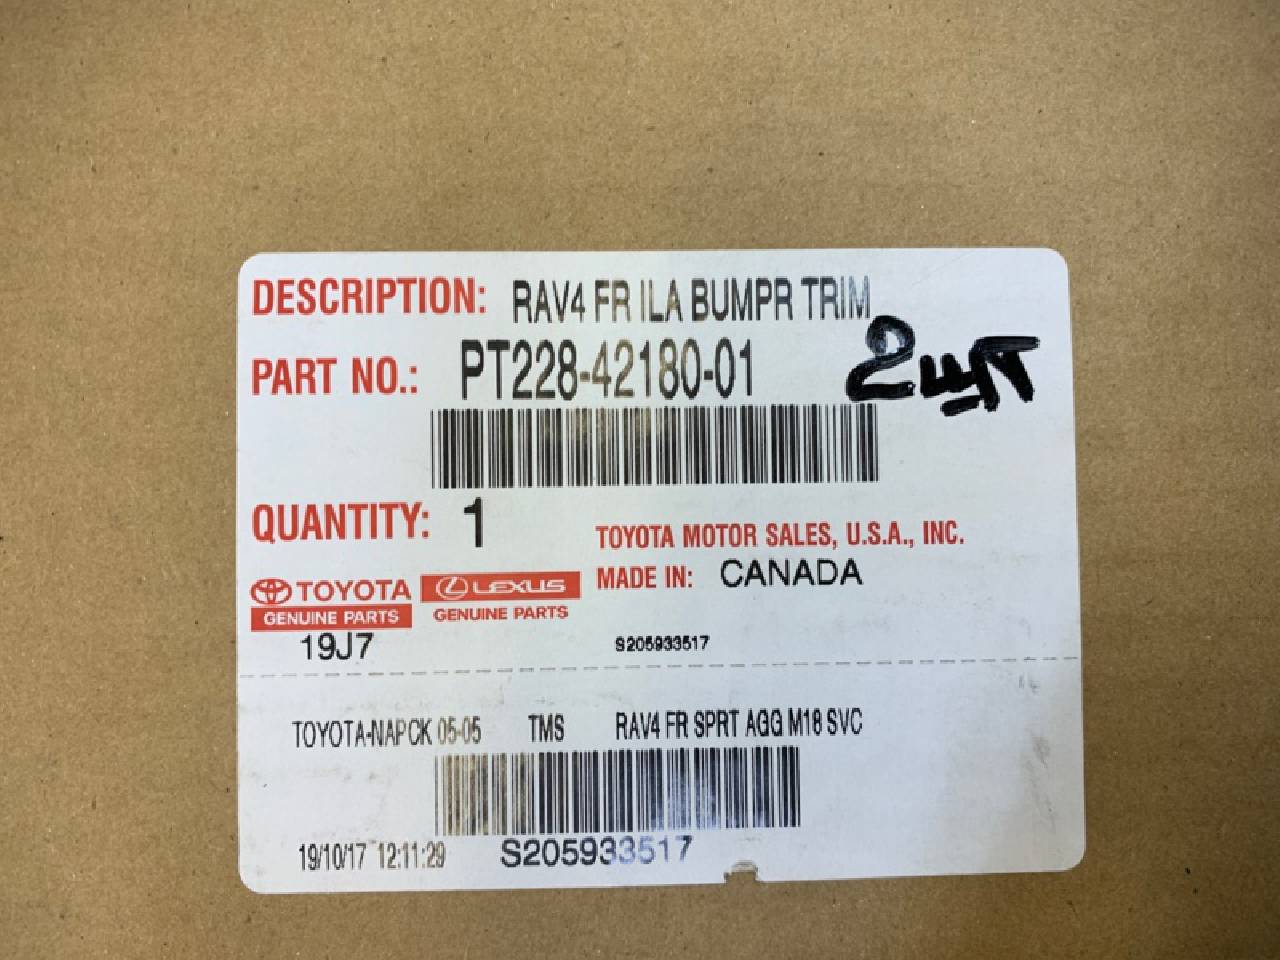 DESCRIPTION: RAV4 FR ILA BUMPR TRIM
PART NO.: PT228-42180-01
2шт
QUANTITY: 1
TOYOTA MOTOR SALES, U.S.A., INC.
MADE IN: CANADA
TOYOTA
GENUINE PARTS
LEXUS
GENUINE PARTS
19J7
S205933517
TOYOTA-NAPCK 05-05 TMS RAV4 FR SPRT AGG M18 SVC
19/10/17 12:11:29 S205933517